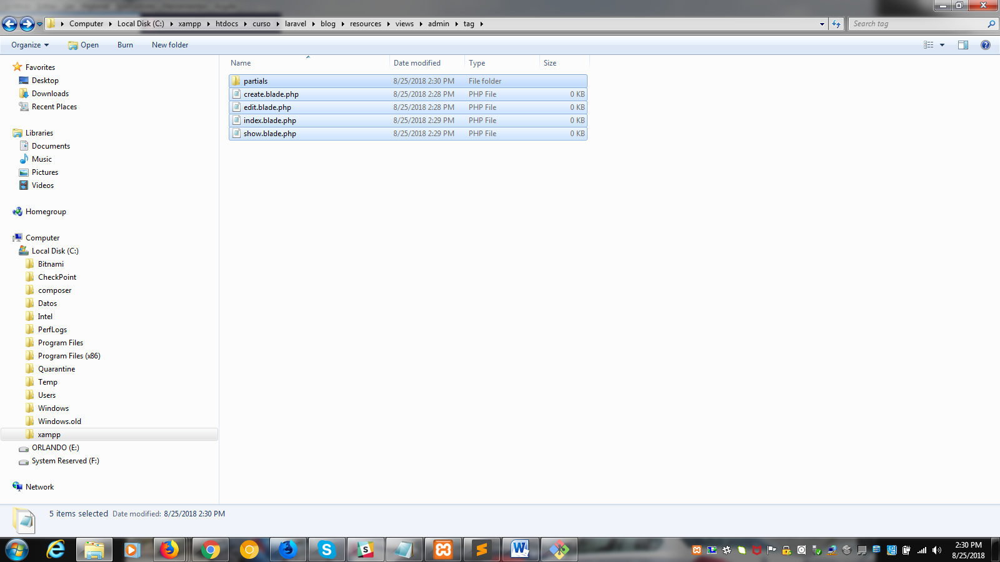 Computer Local Disk (C:) xampp htdocs curso laravel blog resources views admin tag
Search tag
Organize Open Burn New folder
Name Date modified Type Size
partials 8/25/2018 2:30 PM File folder
create.blade.php 8/25/2018 2:28 PM PHP File 0 KB
edit.blade.php 8/25/2018 2:28 PM PHP File 0 KB
index.blade.php 8/25/2018 2:29 PM PHP File 0 KB
show.blade.php 8/25/2018 2:29 PM PHP File 0 KB
Favorites
Desktop
Downloads
Recent Places
Libraries
Documents
Music
Pictures
Videos
Homegroup
Computer
Local Disk (C:)
Bitnami
CheckPoint
composer
Datos
Intel
PerfLogs
Program Files
Program Files (x86)
Quarantine
Temp
Users
Windows
Windows.old
xampp
ORLANDO (E:)
System Reserved (F:)
Network
5 items selected Date modified: 8/25/2018 2:30 PM
2:30 PM
8/25/2018